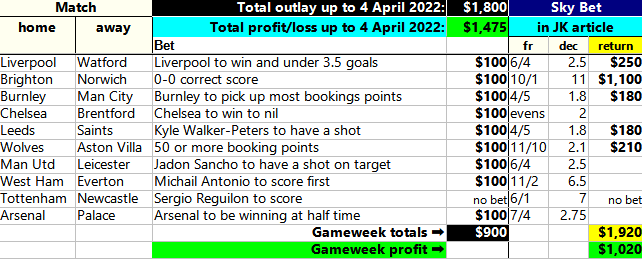 Match Total outlay up to 4 April 2022: $1,800 Sky Bet
home away Total profit/loss up to 4 April 2022: $1,475 in JK article
Bet fr dec return
Liverpool Watford Liverpool to win and under 3.5 goals $100 6/4 2.5 $250
Brighton Norwich 0-0 correct score $100 10/1 11 $1,100
Burnley Man City Burnley to pick up most bookings points $100 4/5 1.8 $180
Chelsea Brentford Chelsea to win to nil $100 evens 2
Leeds Saints Kyle Walker-Peters to have a shot $100 4/5 1.8 $180
Wolves Aston Villa 50 or more booking points $100 11/10 2.1 $210
Man Utd Leicester Jadon Sancho to have a shot on target $100 6/4 2.5
West Ham Everton Michail Antonio to score first $100 11/2 6.5
Tottenham Newcastle Sergio Reguilon to score no bet 6/1 7 no bet
Arsenal Palace Arsenal to be winning at half time $100 7/4 2.75
Gameweek totals ➡ $900 $1,920
Gameweek profit ➡ $1,020